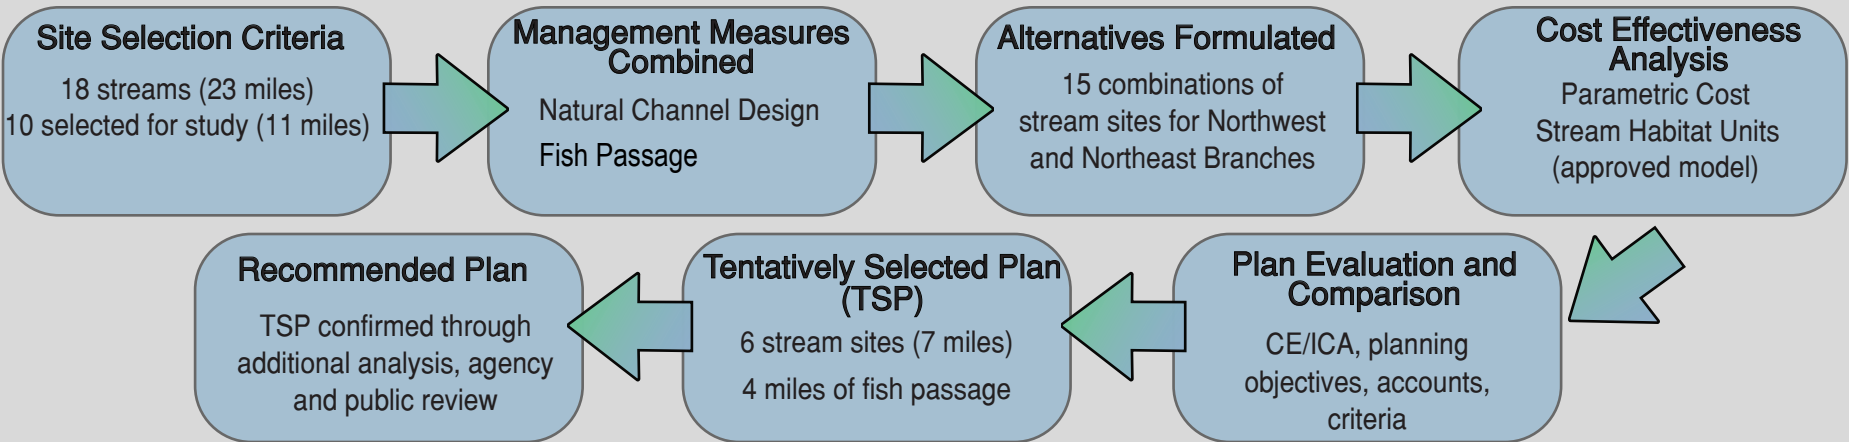 Site Selection Criteria
18 streams (23 miles)
10 selected for study (11 miles)
Management Measures
Combined
Natural Channel Design
Fish Passage
Alternatives Formulated
15 combinations of
stream sites for Northwest
and Northeast Branches
Cost Effectiveness
Analysis
Parametric Cost
Stream Habitat Units
(approved model)
Plan Evaluation and
Comparison
CE/ICA, planning
objectives, accounts,
criteria
Tentatively Selected Plan
(TSP)
6 stream sites (7 miles)
4 miles of fish passage
Recommended Plan
TSP confirmed through
additional analysis, agency
and public review